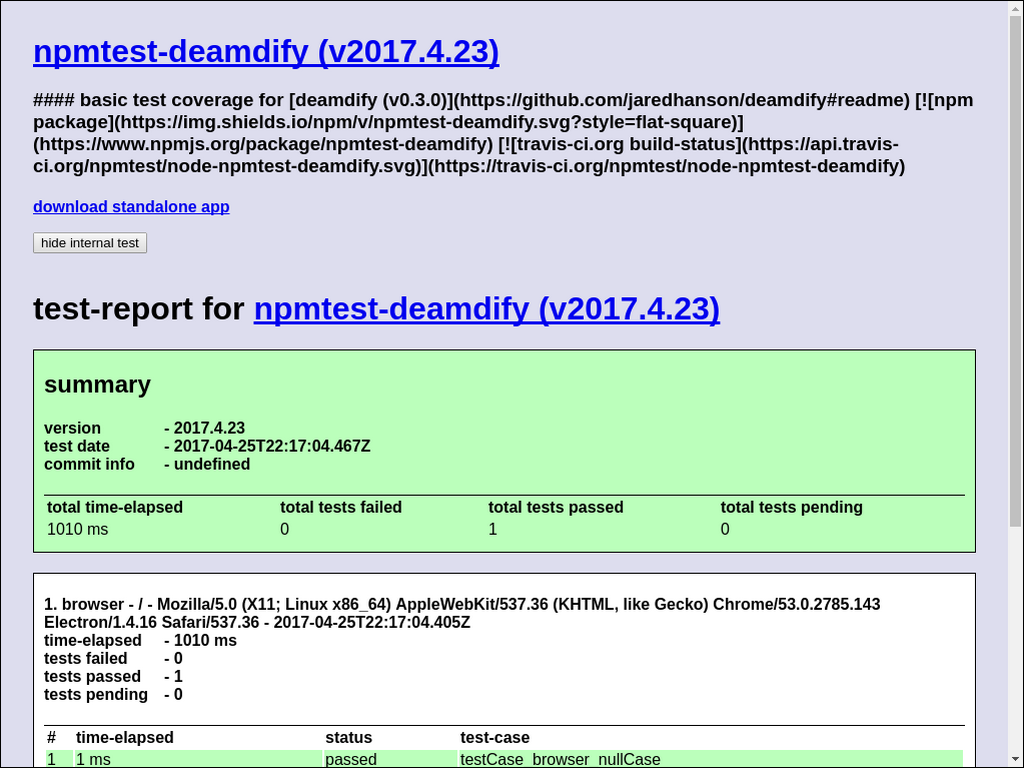 npmtest-deamdify (v2017.4.23)
#### basic test coverage for [deamdify (v0.3.0)](https://github.com/jaredhanson/deamdify#readme) [![npm
package](https://img.shields.io/npm/v/npmtest-deamdify.svg?style=flat-square)]
(https://www.npmjs.org/package/npmtest-deamdify) [![travis-ci.org build-status](https://api.travis-
ci.org/npmtest/node-npmtest-deamdify.svg)](https://travis-ci.org/npmtest/node-npmtest-deamdify)
download standalone app
hide internal test
test-report for npmtest-deamdify (v2017.4.23)
summary
version - 2017.4.23
test date - 2017-04-25T22:17:04.467Z
commit info - undefined
total time-elapsed total tests failed total tests passed total tests pending
1010 ms 0 1 0
1. browser - / - Mozilla/5.0 (X11; Linux x86_64) AppleWebKit/537.36 (KHTML, like Gecko) Chrome/53.0.2785.143
Electron/1.4.16 Safari/537.36 - 2017-04-25T22:17:04.405Z
time-elapsed - 1010 ms
tests failed - 0
tests passed - 1
tests pending - 0
# time-elapsed status test-case
1 1 ms passed testCase_browser_nullCase